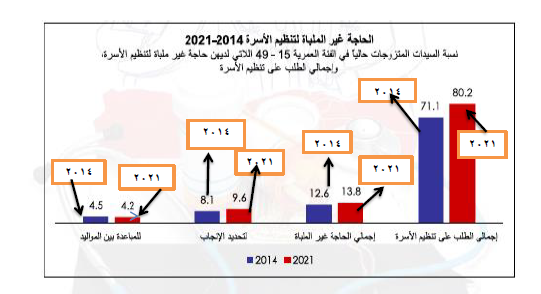 الحاجة غير الملباة لتنظيم الأسرة 2014-2021
نسبة السيدات المتزوجات حالياً في الفئة العمرية 15 - 49 اللاتي لديهن حاجة غير ملباة لتنظيم الأسرة،
وإجمالي الطلب على تنظيم الأسرة
٢٠١٤
80.2
71.1
٢٠١٤
٢٠٢١
٢٠١٤
٢٠٢١
٢٠٢١
٢٠١٤
٢٠٢١
13.8
12.6
9.6
8.1
4.2
4.5
إجمالى الطلب على تنظيم الأسرة
إجمالي الحاجة غير الملباة
لتحديد الإنجاب
للمباعدة بين المواليد
2014 2021